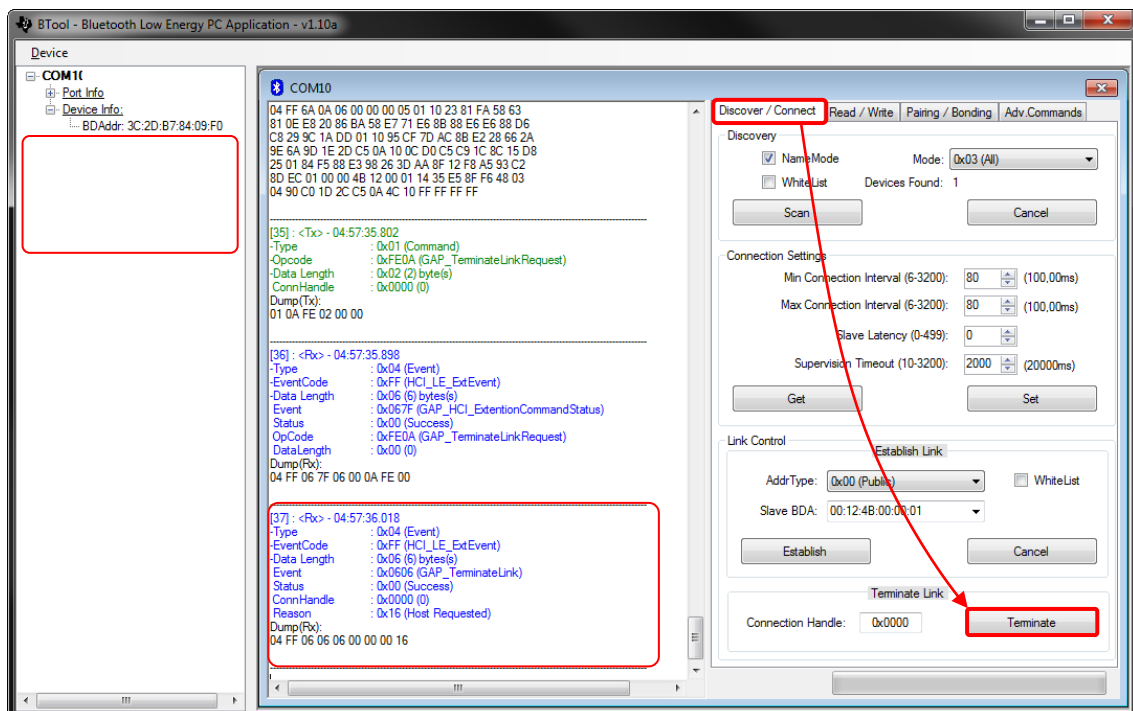 BTool - Bluetooth Low Energy PC Application - v1.10a
Device
COM1(
Port Info
Device Info:
BDAddr: 3C:2D:B7:84:09:F0
COM10
04 FF 6A 0A 06 00 00 00 05 01 10 23 81 FA 58 63
81 0E E8 20 86 BA 58 E7 71 E6 8B 88 E6 E6 88 D6
C8 29 9C 1A DD 01 10 95 CF 7D AC 8B E2 28 66 2A
9E 6A 9D 1E 2D C5 0A 10 0C D0 C5 C9 1C 8C 15 D8
25 01 84 F5 88 E3 98 26 3D AA 8F 12 F8 A5 93 C2
8D EC 01 00 00 4B 12 00 01 14 35 E5 8F F6 48 03
04 90 C0 1D 2C C5 0A 4C 10 FF FF FF FF
[35] : <Tx> - 04:57:35.802
-Type : 0x01 (Command)
-Opcode : 0xFE0A (GAP_TerminateLinkRequest)
-Data Length : 0x02 (2) byte(s)
ConnHandle : 0x0000 (0)
Dump(Tx):
01 0A FE 02 00 00
[36] : <Rx> - 04:57:35.898
-Type : 0x04 (Event)
-EventCode : 0xFF (HCI_LE_ExtEvent)
-Data Length : 0x06 (6) bytes(s)
Event : 0x067F (GAP_HCI_ExtentionCommandStatus)
Status : 0x00 (Success)
OpCode : 0xFE0A (GAP_TerminateLinkRequest)
DataLength : 0x00 (0)
Dump(Rx):
04 FF 06 7F 06 00 0A FE 00
[37] : <Rx> - 04:57:36.018
-Type : 0x04 (Event)
-EventCode : 0xFF (HCI_LE_ExtEvent)
-Data Length : 0x06 (6) bytes(s)
Event : 0x0606 (GAP_TerminateLink)
Status : 0x00 (Success)
ConnHandle : 0x0000 (0)
Reason : 0x16 (Host Requested)
Dump(Rx):
04 FF 06 06 06 00 00 00 16
Discover / Connect Read / Write Pairing / Bonding Adv.Commands
Discovery
NameMode Mode: 0x03 (All)
WhiteList Devices Found: 1
Scan Cancel
Connection Settings
Min Connection Interval (6-3200): 80 (100,00ms)
Max Connection Interval (6-3200): 80 (100,00ms)
Slave Latency (0-499): 0
Supervision Timeout (10-3200): 2000 (20000ms)
Get Set
Link Control
Establish Link
AddrType: 0x00 (Public) WhiteList
Slave BDA: 00:12:4B:00:00:01
Establish Cancel
Terminate Link
Connection Handle: 0x0000 Terminate